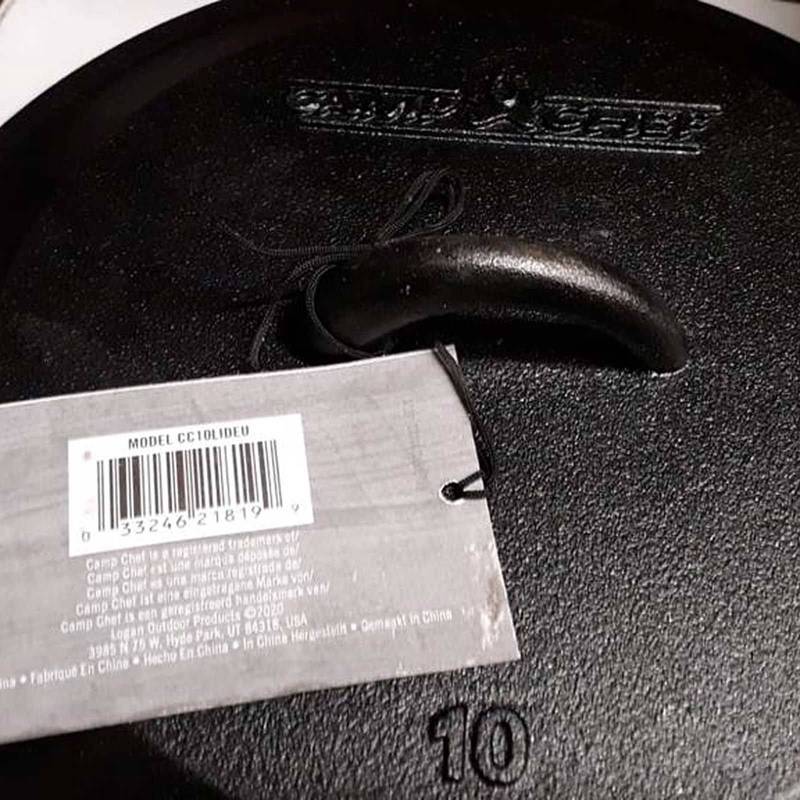 CAMP CHEF
MODEL CC10LIDEU
0 33246 21819 9
Camp Chef is a registered trademark of/
Camp Chef est une marque déposée de/
Camp Chef es una marca registrada de/
Camp Chef ist eine eingetragene Marke von/
Camp Chef is een geregistreerd handelsmerk van/
Logan Outdoor Products ©2020
3985 N 75 W, Hyde Park, UT 84318, USA
• Fabriqué En Chine • Hecho En China • In China Hergestellt • Gemaakt in China
10